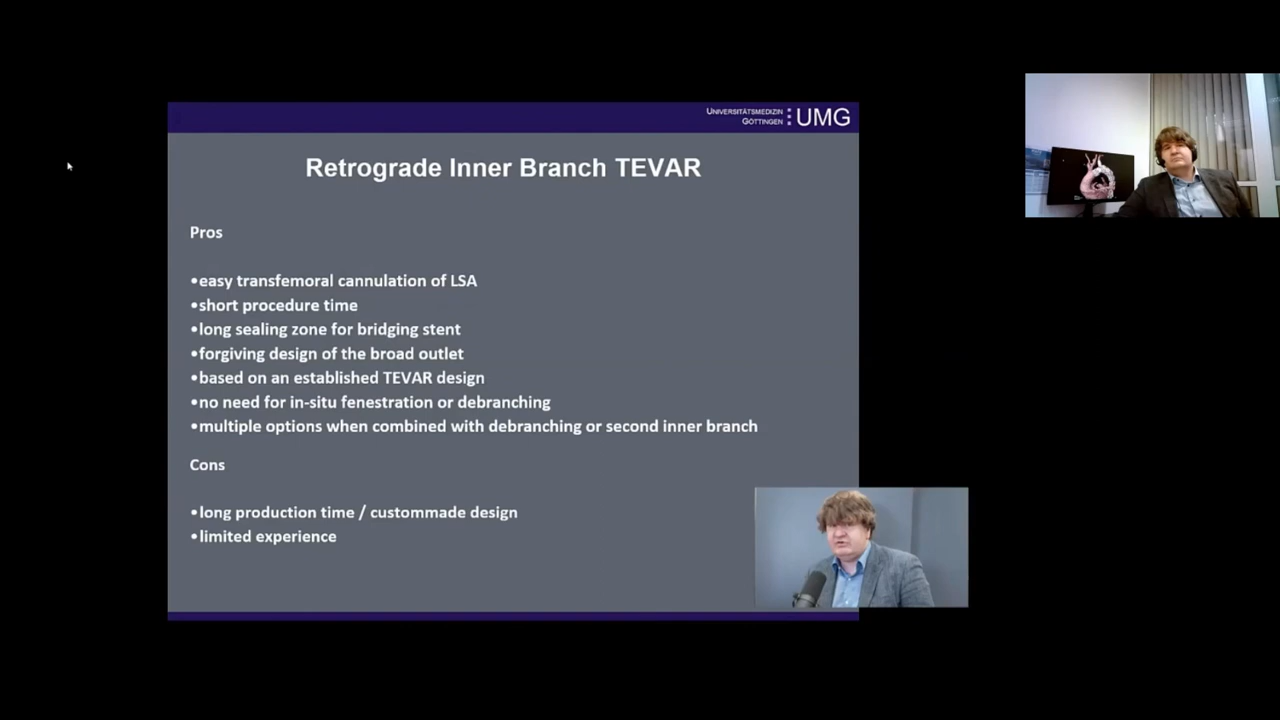 UNIVERSITÄTSMEDIZIN
GÖTTINGEN
UMG
Retrograde Inner Branch TEVAR
Pros
•easy transfemoral cannulation of LSA
•short procedure time
•long sealing zone for bridging stent
•forgiving design of the broad outlet
•based on an established TEVAR design
•no need for in-situ fenestration or debranching
•multiple options when combined with debranching or second inner branch
Cons
•long production time / custommade design
•limited experience